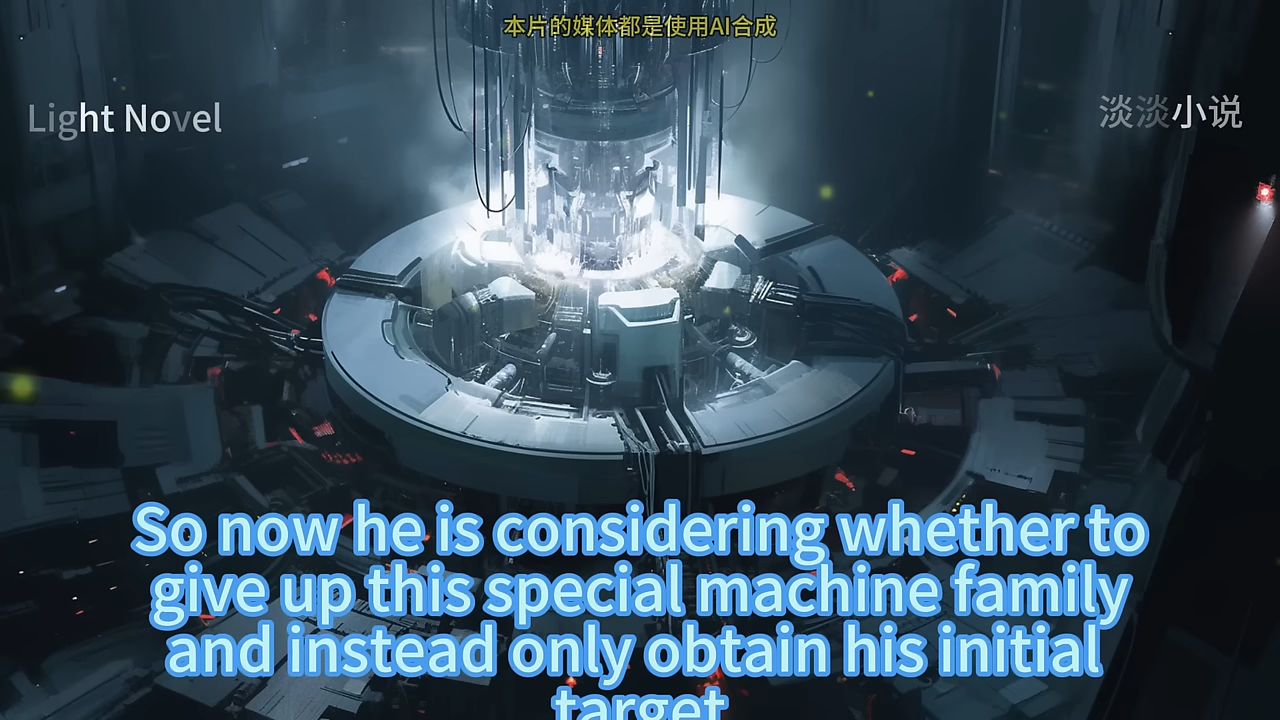 本片的媒体都是使用AI合成
Light Novel
淡淡小说
So now he is considering whether to
give up this special machine family
and instead only obtain his initial
target